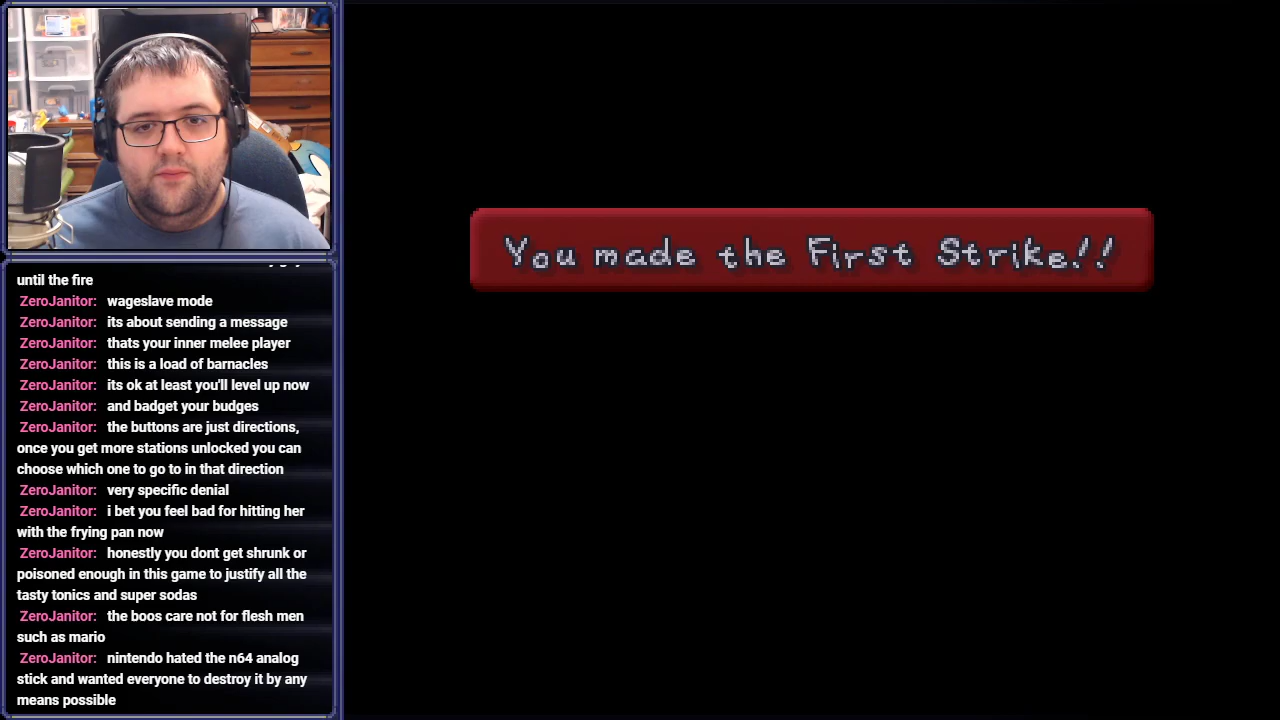 until the fire
ZeroJanitor: wageslave mode
ZeroJanitor: its about sending a message
ZeroJanitor: thats your inner melee player
ZeroJanitor: this is a load of barnacles
ZeroJanitor: its ok at least you'll level up now
ZeroJanitor: and badget your budges
ZeroJanitor: the buttons are just directions,
once you get more stations unlocked you can
choose which one to go to in that direction
ZeroJanitor: very specific denial
ZeroJanitor: i bet you feel bad for hitting her
with the frying pan now
ZeroJanitor: honestly you dont get shrunk or
poisoned enough in this game to justify all the
tasty tonics and super sodas
ZeroJanitor: the boos care not for flesh men
such as mario
ZeroJanitor: nintendo hated the n64 analog
stick and wanted everyone to destroy it by any
means possible
You made the First Strike!!